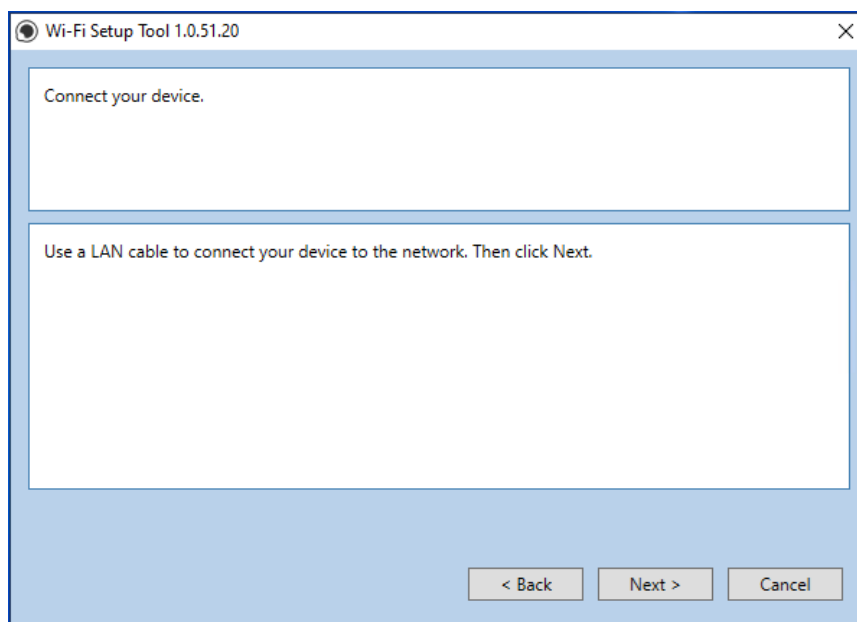 Wi-Fi Setup Tool 1.0.51.20
Connect your device.
Use a LAN cable to connect your device to the network. Then click Next.
< Back
Next >
Cancel